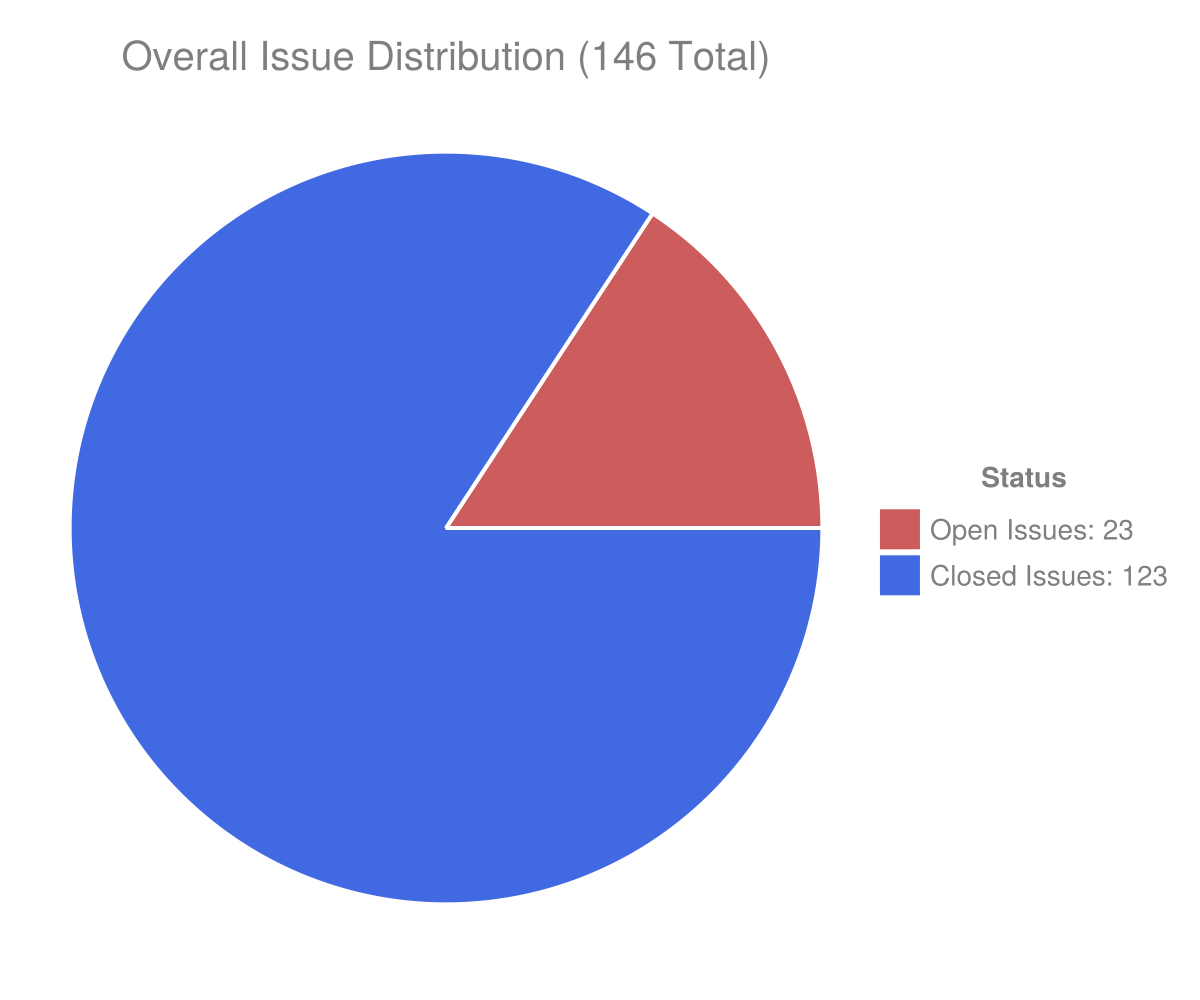 Overall Issue Distribution (146 Total)
Status
Open Issues: 23
Closed Issues: 123